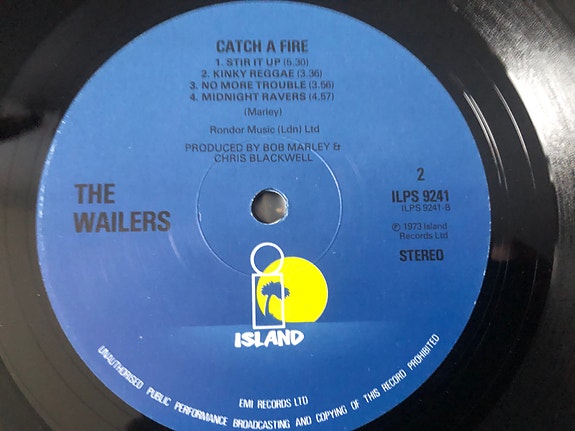 CATCH A FIRE
1. STIR IT UP (5.30)
2. KINKY REGGAE (3.36)
3. NO MORE TROUBLE (3.56)
4. MIDNIGHT RAVERS (4.57)
(Marley)
Rondor Music (Ldn) Ltd
PRODUCED BY BOB MARLEY &
CHRIS BLACKWELL
THE
WAILERS
2
ILPS 9241
ILPS 9241-B
℗ 1973 Island
Records Ltd
STEREO
ISLAND
EMI RECORDS LTD
UNAUTHORISED PUBLIC PERFORMANCE BROADCASTING AND COPYING OF THIS RECORD PROHIBITED